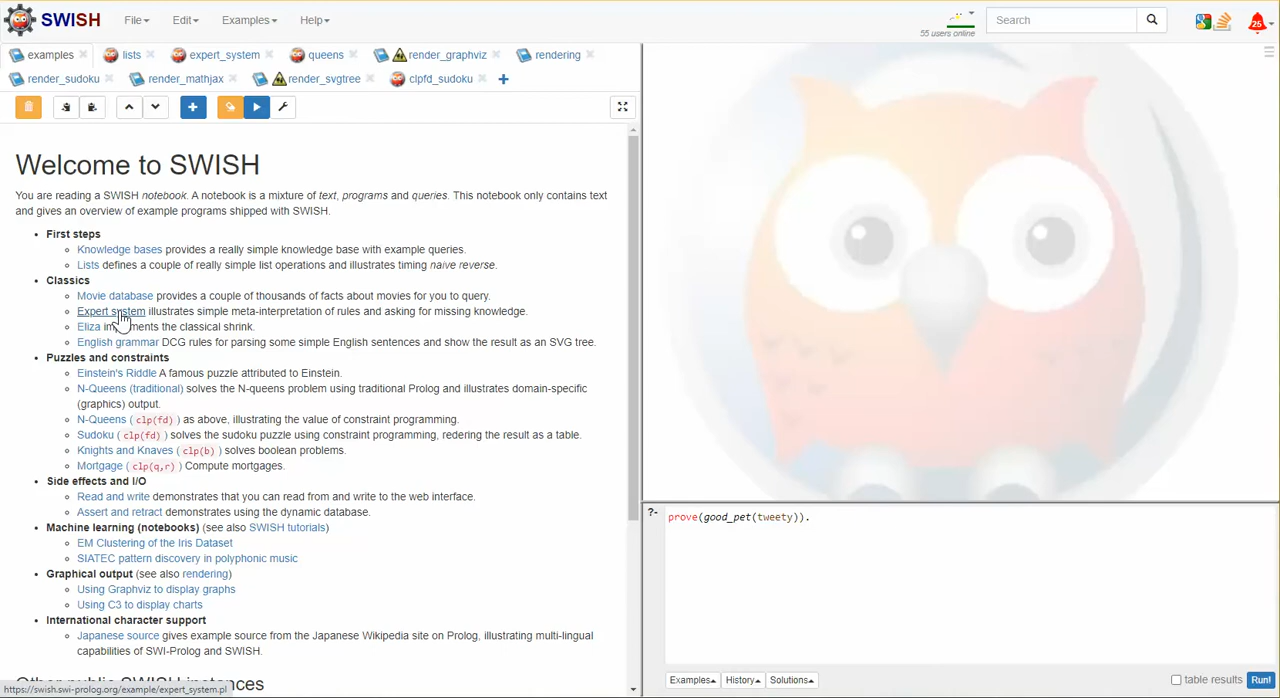 SWISH File Edit Examples Help 55 users online Search 25
examples lists expert_system queens render_graphviz rendering
render_sudoku render_mathjax render_svgtree clpfd_sudoku
Welcome to SWISH
You are reading a SWISH notebook. A notebook is a mixture of text, programs and queries. This notebook only contains text
and gives an overview of example programs shipped with SWISH.
First steps
Knowledge bases provides a really simple knowledge base with example queries.
Lists defines a couple of really simple list operations and illustrates timing naive reverse.
Classics
Movie database provides a couple of thousands of facts about movies for you to query.
Expert system illustrates simple meta-interpretation of rules and asking for missing knowledge.
Eliza implements the classical shrink.
English grammar DCG rules for parsing some simple English sentences and show the result as an SVG tree.
Puzzles and constraints
Einstein's Riddle A famous puzzle attributed to Einstein.
N-Queens (traditional) solves the N-queens problem using traditional Prolog and illustrates domain-specific
(graphics) output.
N-Queens ( clp(fd) ) as above, illustrating the value of constraint programming.
Sudoku ( clp(fd) ) solves the sudoku puzzle using constraint programming, redering the result as a table.
Knights and Knaves ( clp(b) ) solves boolean problems.
Mortgage ( clp(q,r) ) Compute mortgages.
Side effects and I/O
Read and write demonstrates that you can read from and write to the web interface.
Assert and retract demonstrates using the dynamic database.
Machine learning (notebooks) (see also SWISH tutorials)
EM Clustering of the Iris Dataset
SIATEC pattern discovery in polyphonic music
Graphical output (see also rendering)
Using Graphviz to display graphs
Using C3 to display charts
International character support
Japanese source gives example source from the Japanese Wikipedia site on Prolog, illustrating multi-lingual
capabilities of SWI-Prolog and SWISH.
Other public SWISH instances
https://swish.swi-prolog.org/example/expert_system.pl
?- prove(good_pet(tweety)).
Examples History Solutions table results Run!